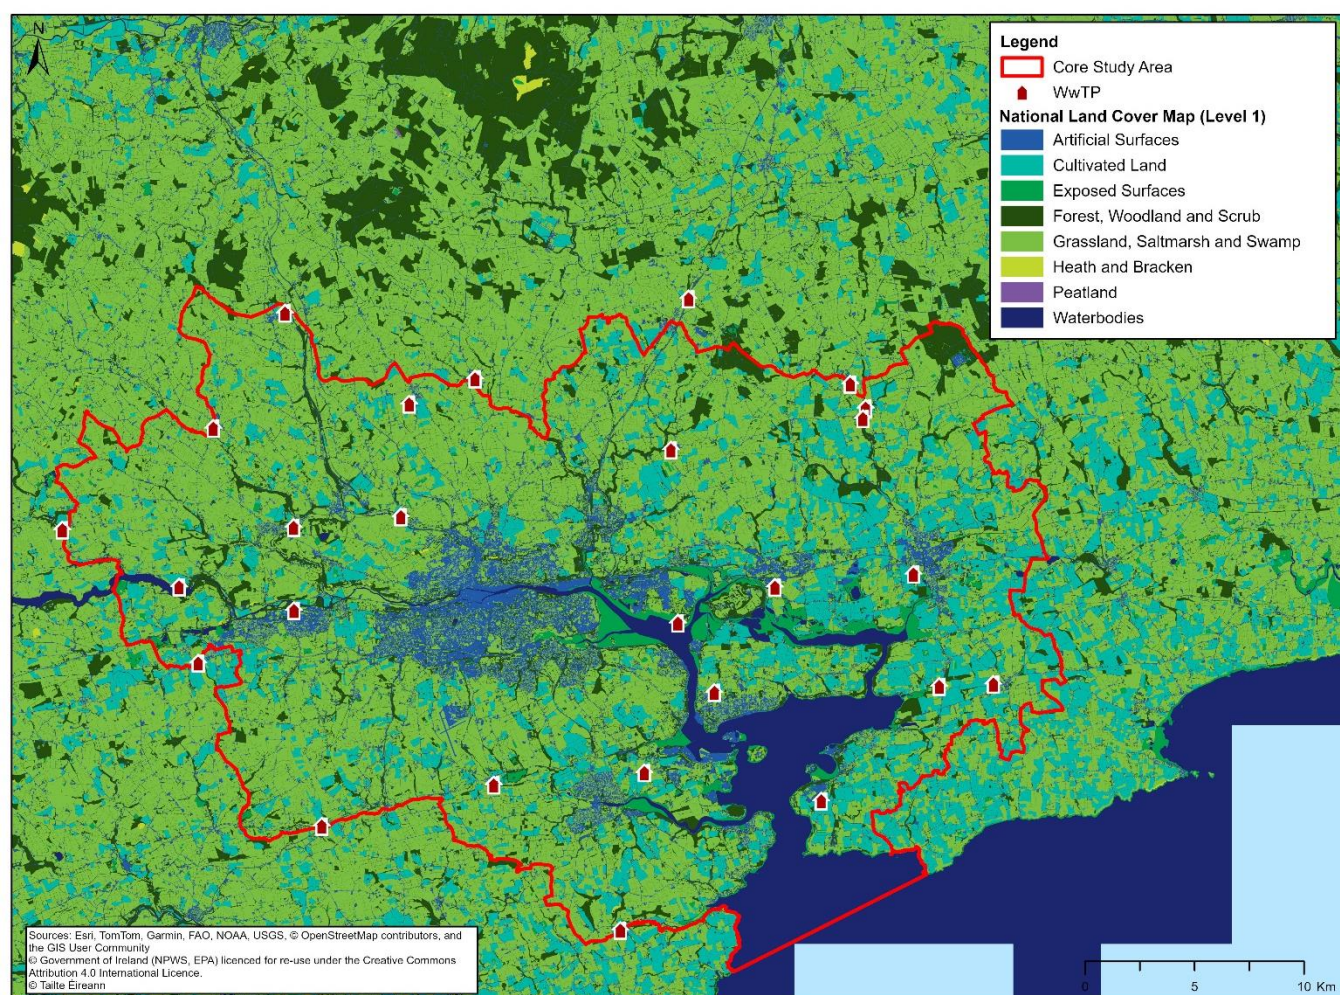 N
Legend
Core Study Area
WwTP
National Land Cover Map (Level 1)
Artificial Surfaces
Cultivated Land
Exposed Surfaces
Forest, Woodland and Scrub
Grassland, Saltmarsh and Swamp
Heath and Bracken
Peatland
Waterbodies
Sources: Esri, TomTom, Garmin, FAO, NOAA, USGS, © OpenStreetMap contributors, and
the GIS User Community
© Government of Ireland (NPWS, EPA) licenced for re-use under the Creative Commons
Attribution 4.0 International Licence.
© Tailte Éireann
0 5 10 Km